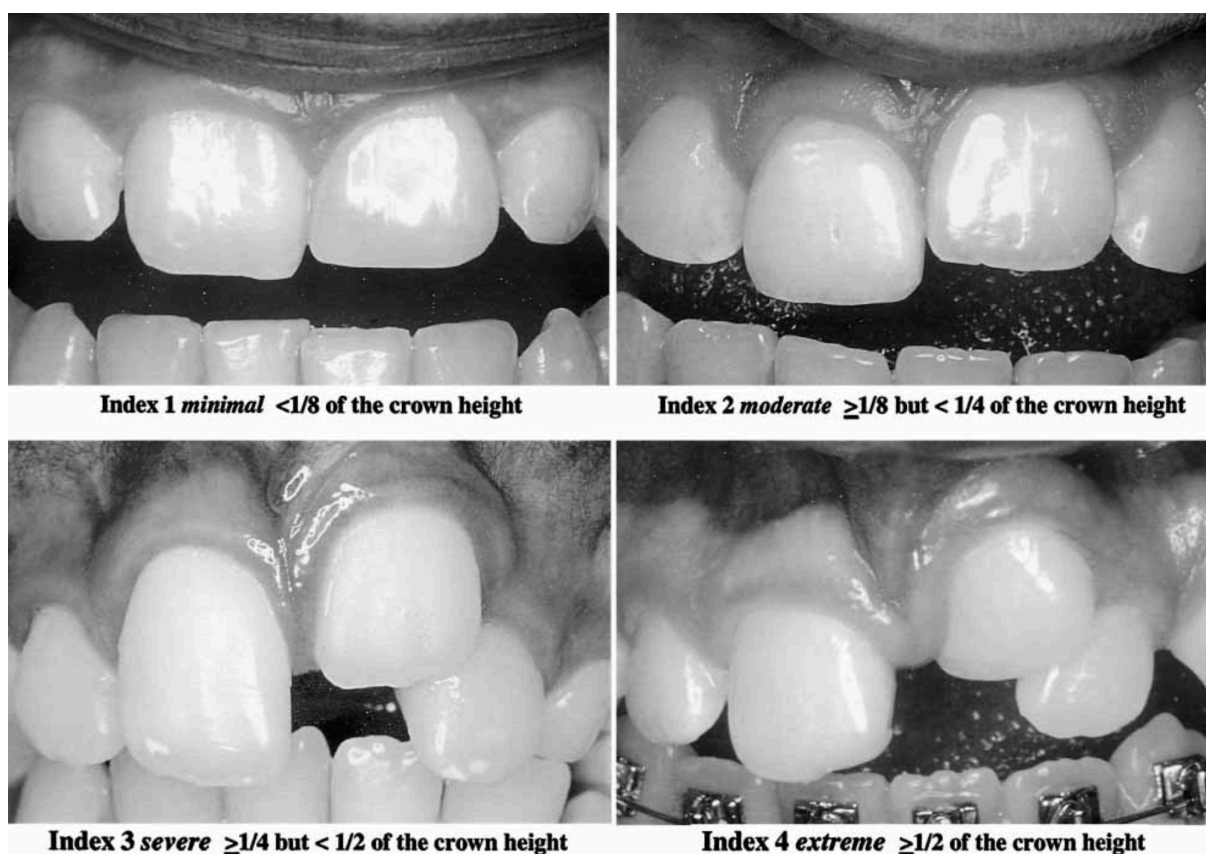 Index 1 minimal <1/8 of the crown height
Index 2 moderate ≥1/8 but < 1/4 of the crown height
Index 3 severe ≥1/4 but < 1/2 of the crown height
Index 4 extreme ≥1/2 of the crown height